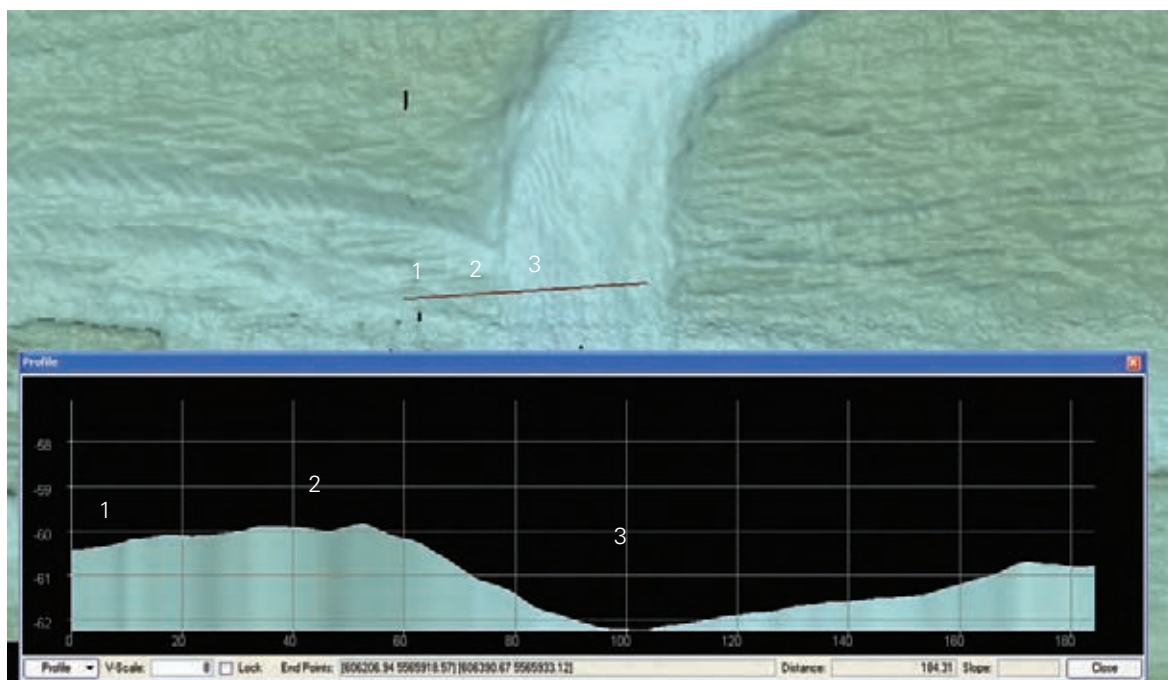 1 2 3
Profile
-58
-59
-60
-61
-62
1 2 3
0 20 40 60 80 100 120 140 160 180
Profile V-Scale: 8 Lock End Points: [606206.94 5565918.57] [606390.67 5565933.12] Distance: 184.31 Slope: Close